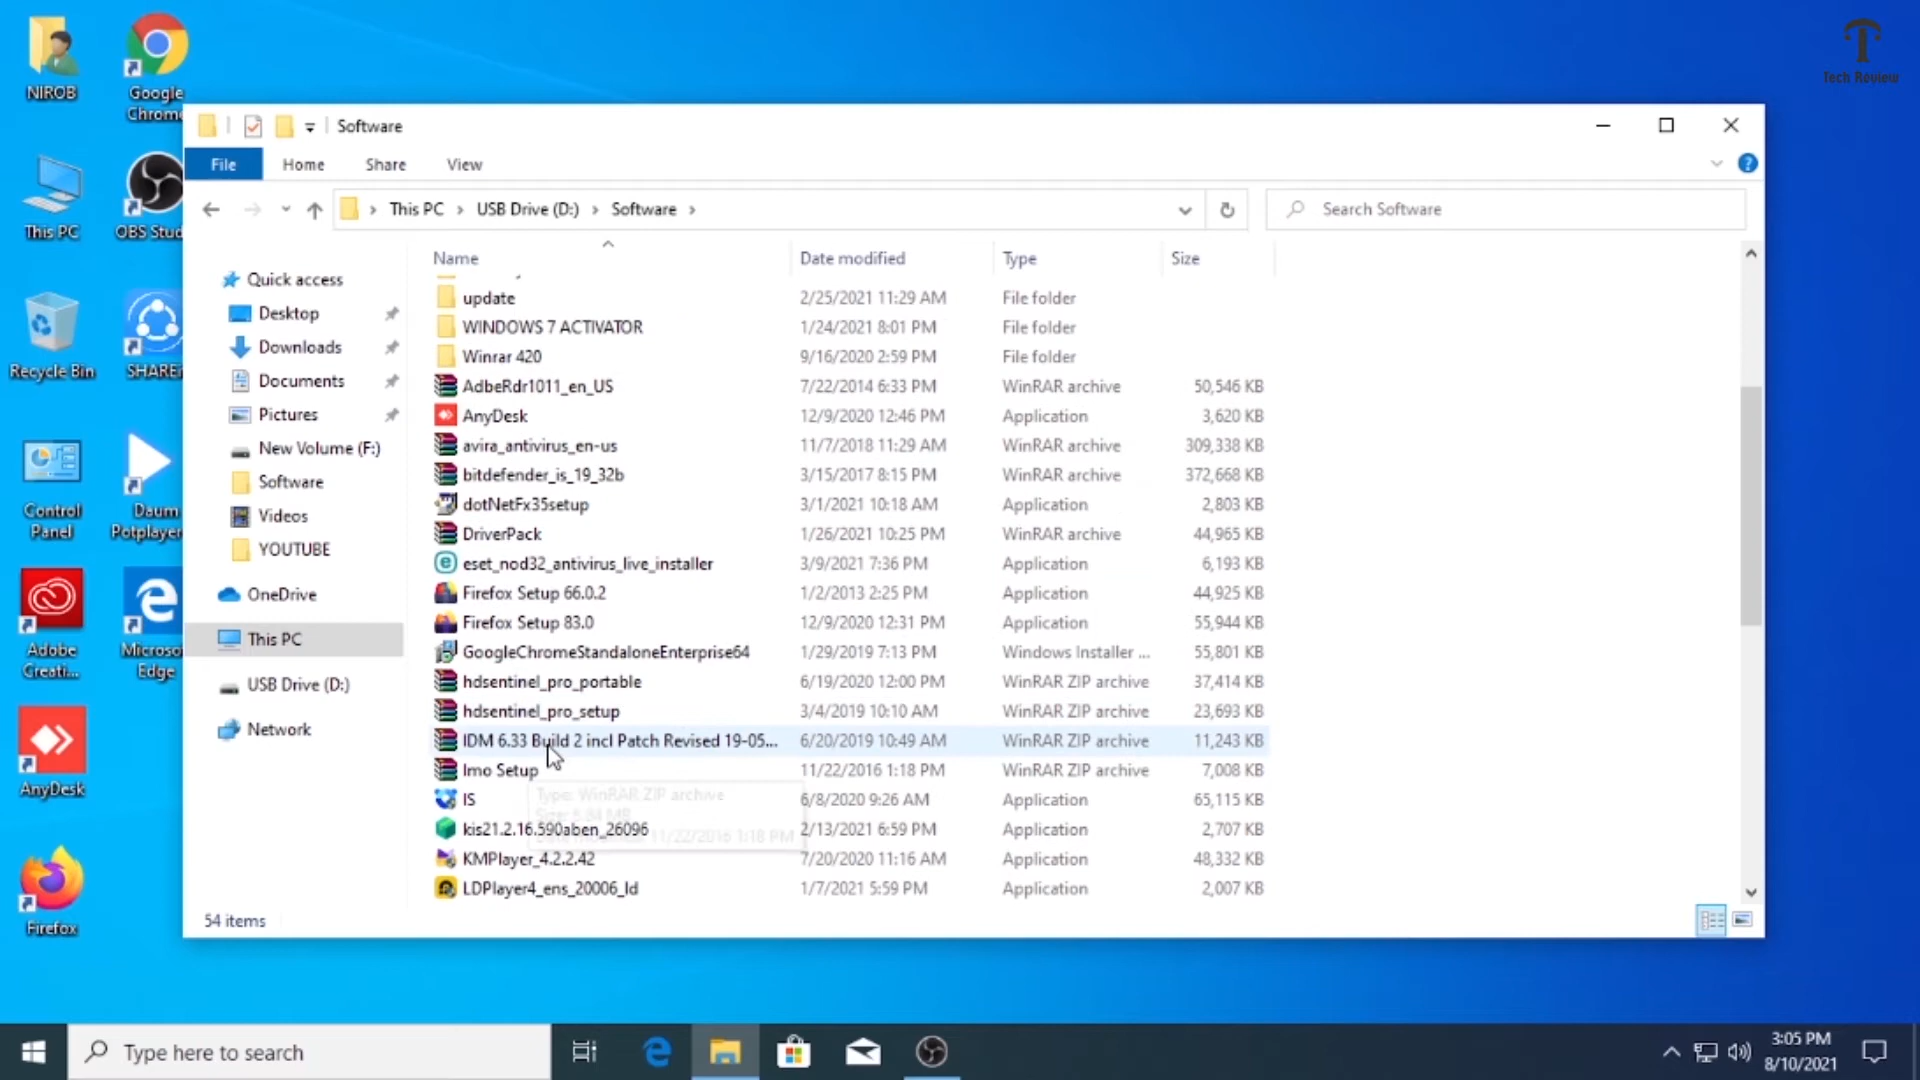 NIROB
Google
Chrome
Tech Review
Software
File
Home
Share
View
This PC
OBS Stud
This PC
USB Drive (D:)
Software
Search Software
Name
Date modified
Type
Size
Quick access
Desktop
Downloads
Documents
Pictures
New Volume (F:)
Software
Videos
YOUTUBE
OneDrive
This PC
USB Drive (D:)
Network
update 2/25/2021 11:29 AM File folder
WINDOWS 7 ACTIVATOR 1/24/2021 8:01 PM File folder
Winrar 420 9/16/2020 2:59 PM File folder
AdbeRdr1011_en_US 7/22/2014 6:33 PM WinRAR archive 50,546 KB
AnyDesk 12/9/2020 12:46 PM Application 3,620 KB
avira_antivirus_en-us 11/7/2018 11:29 AM WinRAR archive 309,338 KB
bitdefender_is_19_32b 3/15/2017 8:15 PM WinRAR archive 372,668 KB
dotNetFx35setup 3/1/2021 10:18 AM Application 2,803 KB
DriverPack 1/26/2021 10:25 PM WinRAR archive 44,965 KB
eset_nod32_antivirus_live_installer 3/9/2021 7:36 PM Application 6,193 KB
Firefox Setup 66.0.2 1/2/2013 2:25 PM Application 44,925 KB
Firefox Setup 83.0 12/9/2020 12:31 PM Application 55,944 KB
GoogleChromeStandaloneEnterprise64 1/29/2019 7:13 PM Windows Installer ... 55,801 KB
hdsentinel_pro_portable 6/19/2020 12:00 PM WinRAR ZIP archive 37,414 KB
hdsentinel_pro_setup 3/4/2019 10:10 AM WinRAR ZIP archive 23,693 KB
IDM 6.33 Build 2 incl Patch Revised 19-05... 6/20/2019 10:49 AM WinRAR ZIP archive 11,243 KB
Imo Setup 11/22/2016 1:18 PM WinRAR ZIP archive 7,008 KB
Type: WinRAR ZIP archive
Size: 6.84 MB
11/22/2016 1:18 PM
IS 6/8/2020 9:26 AM Application 65,115 KB
kis21.2.16.590aben_26096 2/13/2021 6:59 PM Application 2,707 KB
KMPlayer_4.2.2.42 7/20/2020 11:16 AM Application 48,332 KB
LDPlayer4_ens_20006_ld 1/7/2021 5:59 PM Application 2,007 KB
54 items
Recycle Bin
SHAREi
Control
Panel
Daum
Potplayer
Adobe
Creati...
Microsof
Edge
AnyDesk
Firefox
Type here to search
3:05 PM
8/10/2021